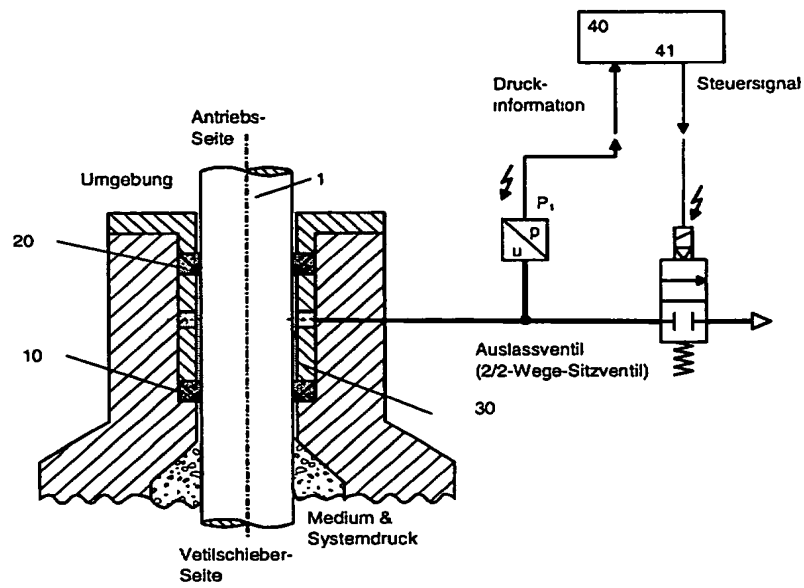 40
41
Druck-
information
Steuersignal
Antriebs-
Seite
Umgebung
1
20
P₁
p
u
Auslassventil
(2/2-Wege-Sitzventil)
10
30
Medium &
Systemdruck
Vetilschieber-
Seite